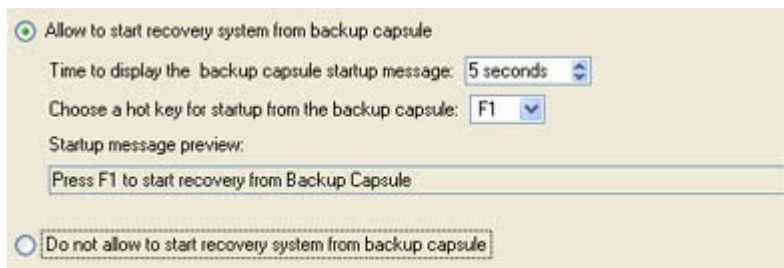 Allow to start recovery system from backup capsule
Time to display the backup capsule startup message: 5 seconds
Choose a hot key for startup from the backup capsule: F1
Startup message preview:
Press F1 to start recovery from Backup Capsule
Do not allow to start recovery system from backup capsule